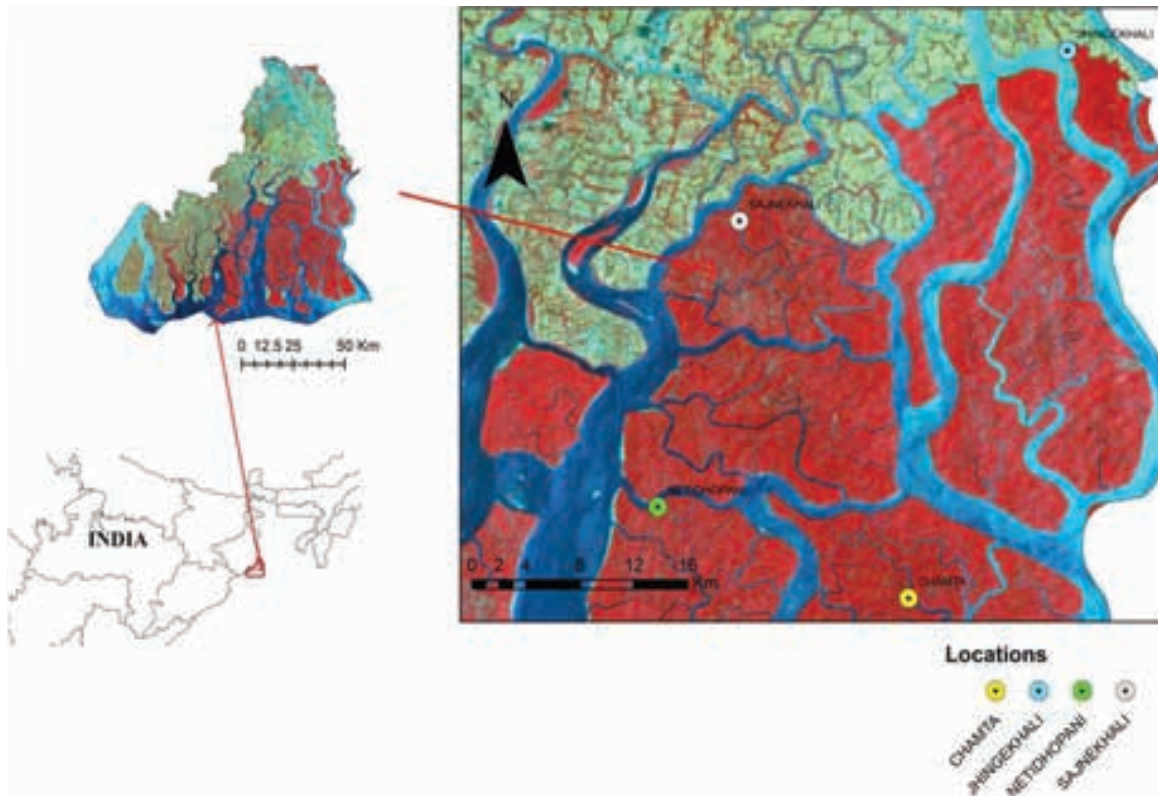 N
JHINGEKHALI
SAJNEKHALI
0 12.5 25 50 Km
INDIA
NETIDHOPANI
0 2 4 8 12 16
Km
CHAMTA
Locations
CHAMTA
JHINGEKHALI
NETIDHOPANI
SAJNEKHALI